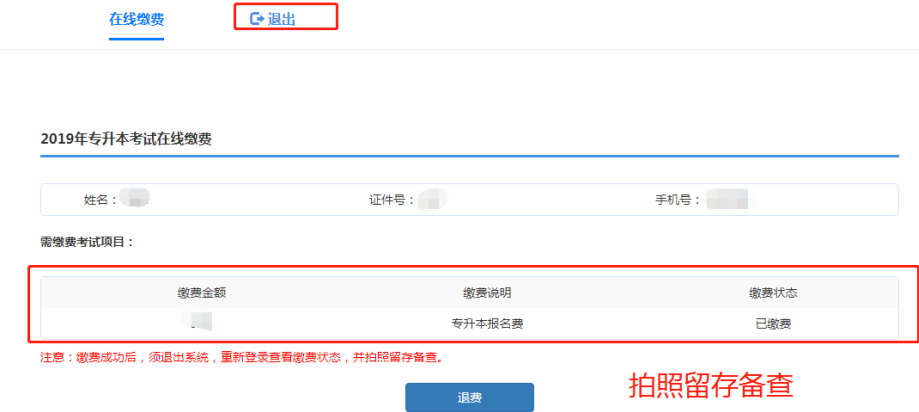 在线缴费 退出
2019年专升本考试在线缴费
姓名： 证件号： 手机号：
需缴费考试项目：
缴费金额 缴费说明 缴费状态
专升本报名费 已缴费
注意：缴费成功后，须退出系统，重新登录查看缴费状态，并拍照留存备查。
退费 拍照留存备查